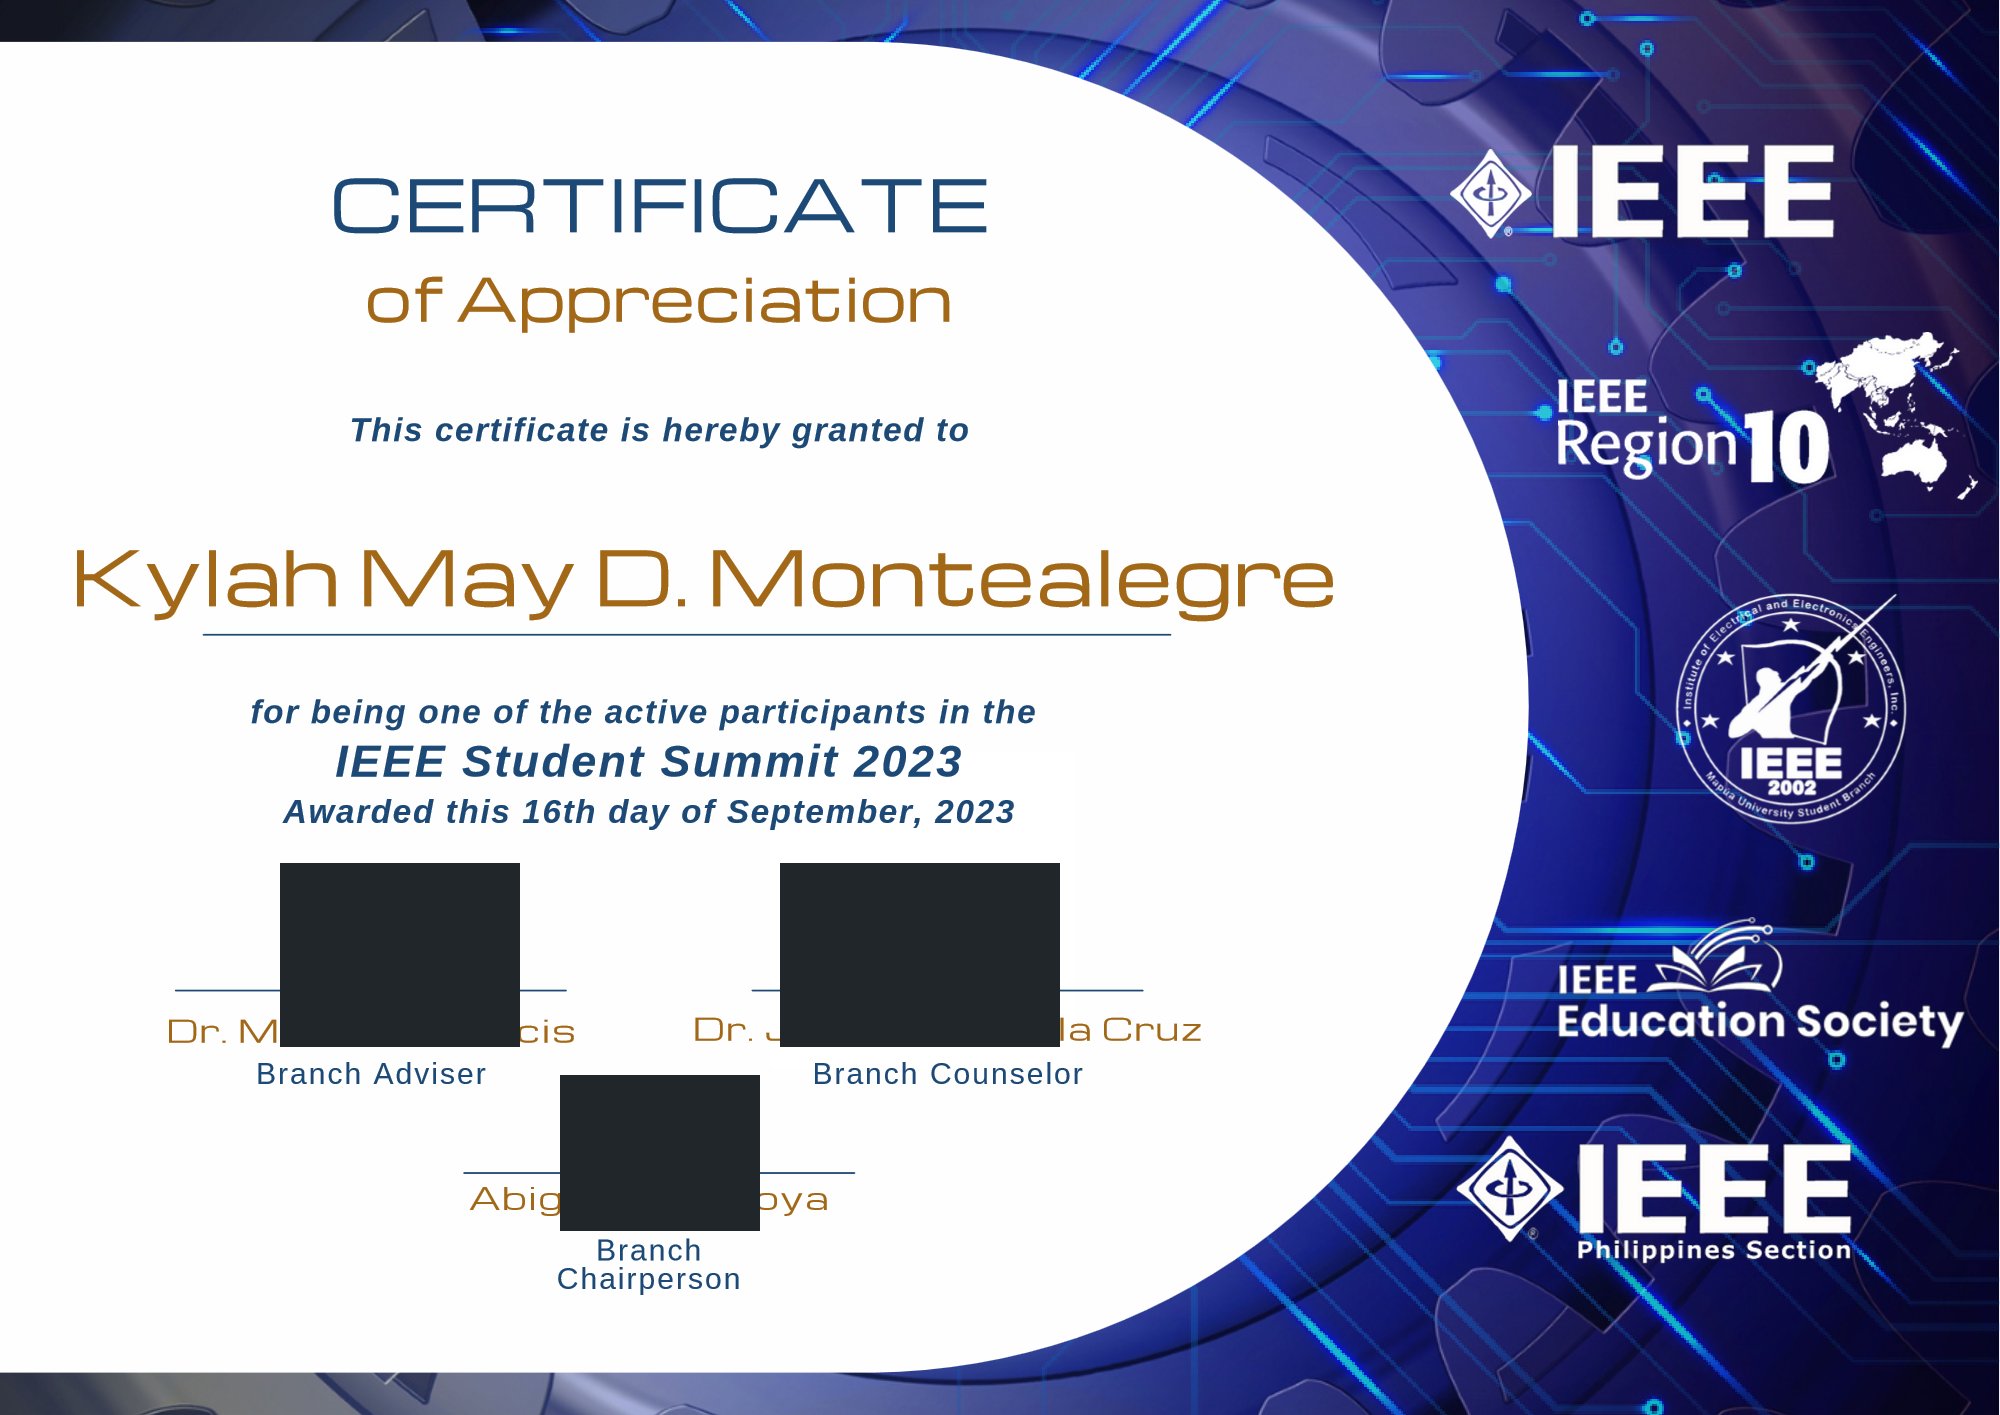 CERTIFICATE
of Appreciation
This certificate is hereby granted to
Kylah May D. Montealegre
for being one of the active participants in the
IEEE Student Summit 2023
Awarded this 16th day of September, 2023
Dr.
Dr. la Cruz
Branch Adviser
Branch Counselor
Branch
Chairperson
IEEE
IEEE
Region 10
Institute of Electrical and Electronics Engineers, Inc.
IEEE
2002
Mapúa University Student Branch
IEEE
Education Society
IEEE
Philippines Section